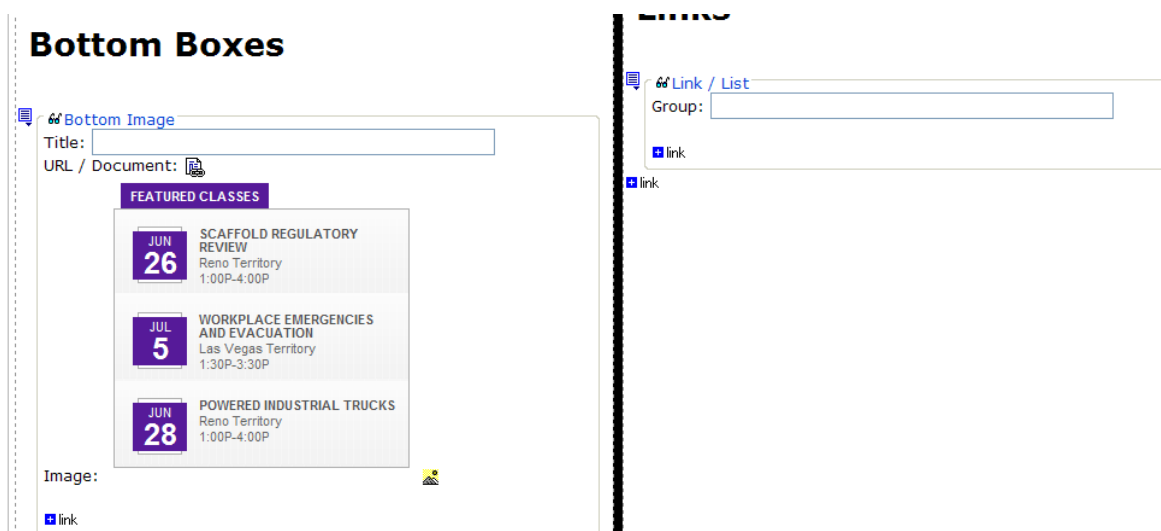 Bottom Boxes
Bottom Image
Title:
URL / Document:
FEATURED CLASSES
JUN
26
SCAFFOLD REGULATORY
REVIEW
Reno Territory
1:00P-4:00P
JUL
5
WORKPLACE EMERGENCIES
AND EVACUATION
Las Vegas Territory
1:30P-3:30P
JUN
28
POWERED INDUSTRIAL TRUCKS
Reno Territory
1:00P-4:00P
Image:
link
Links
Link / List
Group:
link
link